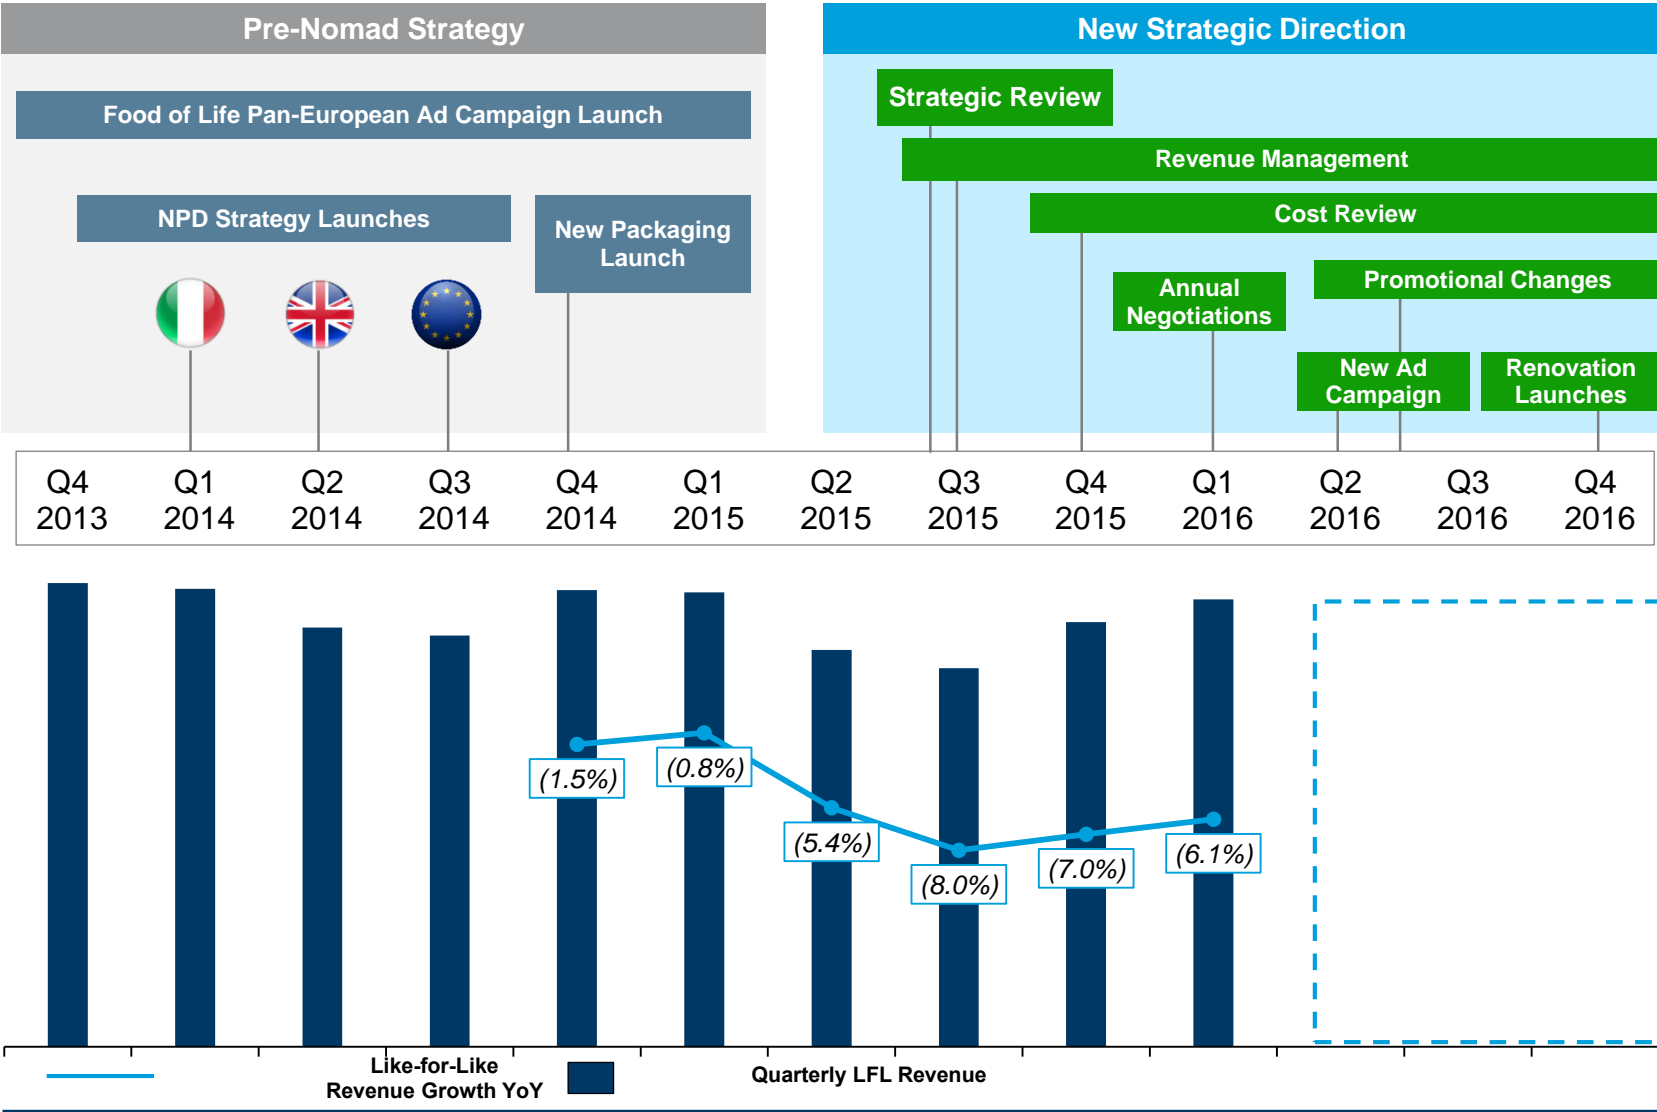 Pre-Nomad Strategy
New Strategic Direction
Food of Life Pan-European Ad Campaign Launch
NPD Strategy Launches
New Packaging
Launch
Strategic Review
Revenue Management
Cost Review
Annual
Negotiations
Promotional Changes
New Ad
Campaign
Renovation
Launches
Q4 Q1 Q2 Q3 Q4 Q1 Q2 Q3 Q4 Q1 Q2 Q3 Q4
2013 2014 2014 2014 2014 2015 2015 2015 2015 2016 2016 2016 2016
(1.5%)
(0.8%)
(5.4%)
(8.0%)
(7.0%)
(6.1%)
Like-for-Like
Revenue Growth YoY
Quarterly LFL Revenue